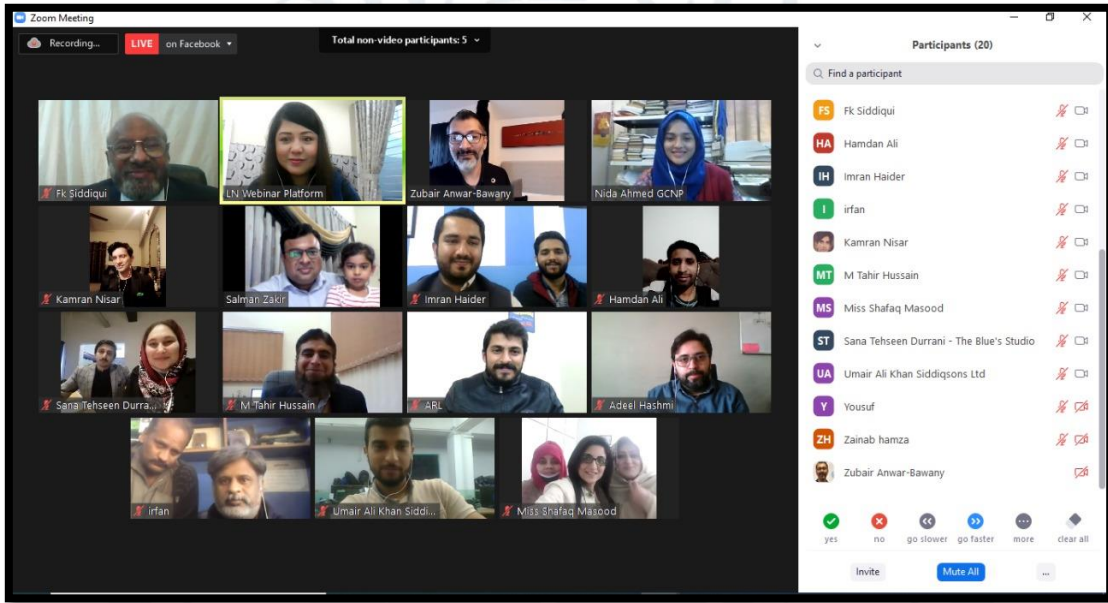 Zoom Meeting
Recording...
LIVE on Facebook
Total non-video participants: 5
Fk Siddiqui
LN Webinar Platform
Zubair Anwar-Bawany
Nida Ahmed GCNP
Kamran Nisar
Salman Zakir
Imran Haider
Hamdan Ali
Sana Tehseen Durra...
M Tahir Hussain
ARL
Adeel Hashmi
irfan
Umair Ali Khan Siddi...
Miss Shafaq Masood
Participants (20)
Find a participant
FS Fk Siddiqui
HA Hamdan Ali
IH Imran Haider
I irfan
Kamran Nisar
MT M Tahir Hussain
MS Miss Shafaq Masood
ST Sana Tehseen Durrani - The Blue's Studio
UA Umair Ali Khan Siddiqsons Ltd
Y Yousuf
ZH Zainab hamza
Zubair Anwar-Bawany
yes no go slower go faster more clear all
Invite Mute All ...